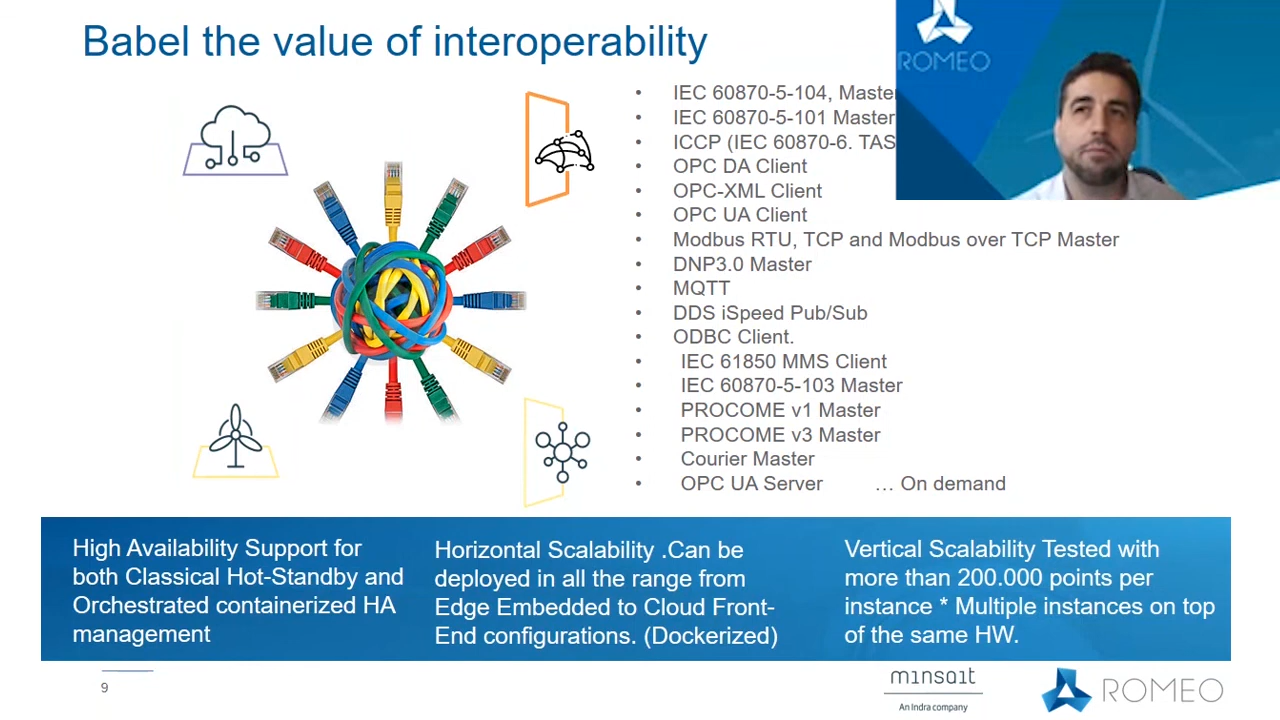 Babel the value of interoperability
ROMEO
• IEC 60870-5-104, Master
• IEC 60870-5-101 Master
• ICCP (IEC 60870-6. TAS
• OPC DA Client
• OPC-XML Client
• OPC UA Client
• Modbus RTU, TCP and Modbus over TCP Master
• DNP3.0 Master
• MQTT
• DDS iSpeed Pub/Sub
• ODBC Client.
• IEC 61850 MMS Client
• IEC 60870-5-103 Master
• PROCOME v1 Master
• PROCOME v3 Master
• Courier Master
• OPC UA Server … On demand
High Availability Support for
both Classical Hot-Standby and
Orchestrated containerized HA
management
Horizontal Scalability .Can be
deployed in all the range from
Edge Embedded to Cloud Front-
End configurations. (Dockerized)
Vertical Scalability Tested with
more than 200.000 points per
instance * Multiple instances on top
of the same HW.
9
minsait
An Indra company
ROMEO